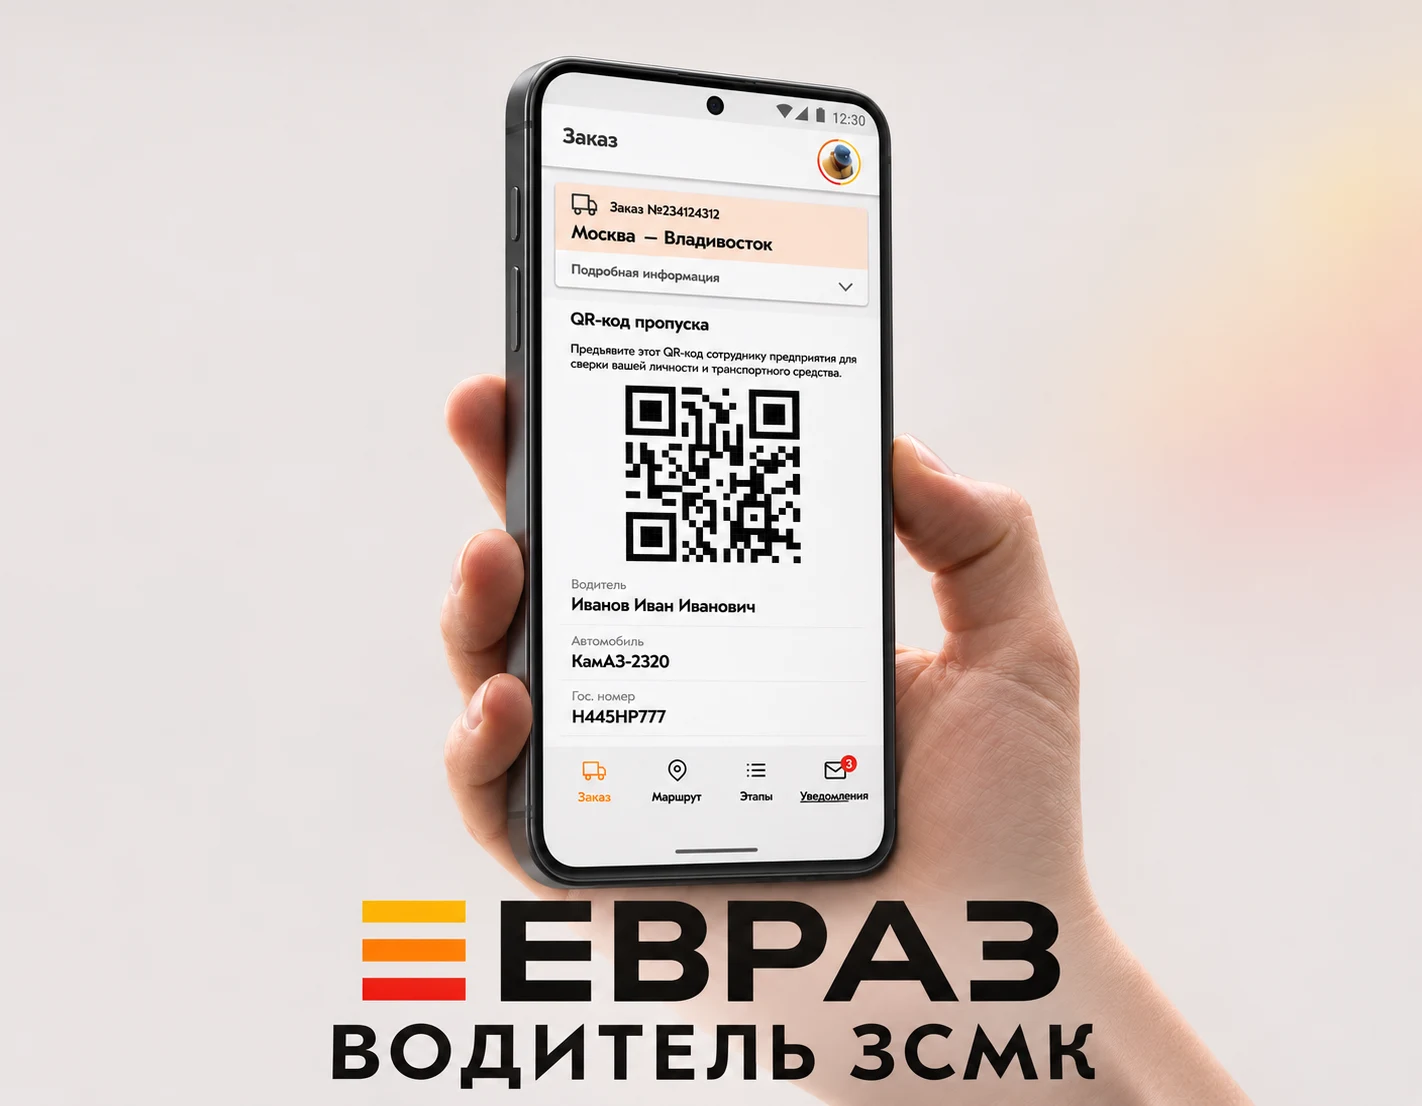 12:30
Заказ
Заказ №234124312
Москва – Владивосток
Подробная информация
QR-код пропуска
Предьявите этот QR-код сотруднику предприятия для
сверки вашей личности и транспортного средства.
Водитель
Иванов Иван Иванович
Автомобиль
КамАЗ-2320
Гос. номер
Н445НР777
3
Заказ
Маршрут
Этапы
Уведомления
ЕВРАЗ
ВОДИТЕЛЬ ЗСМК